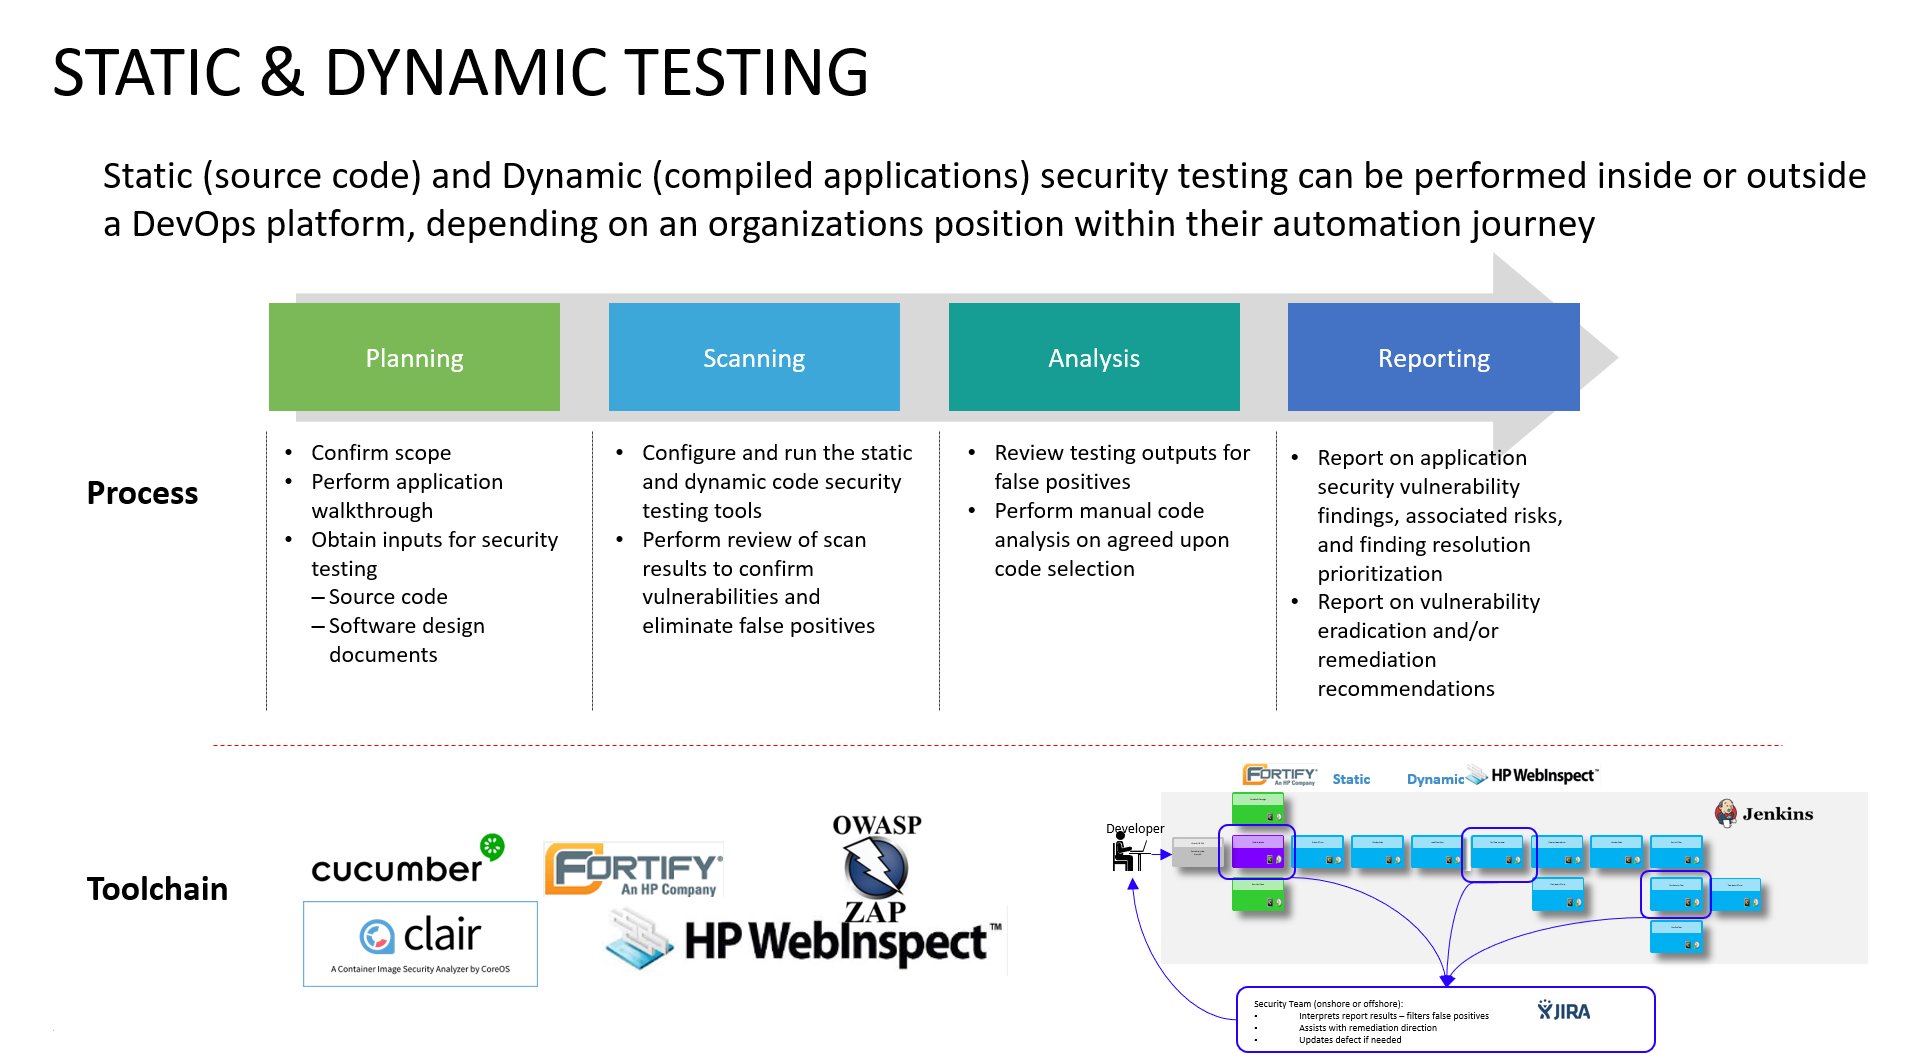 STATIC & DYNAMIC TESTING
Static (source code) and Dynamic (compiled applications) security testing can be performed inside or outside
a DevOps platform, depending on an organizations position within their automation journey
Planning
Scanning
Analysis
Reporting
Process
• Confirm scope
• Perform application
walkthrough
• Obtain inputs for security
testing
– Source code
– Software design
documents
• Configure and run the static
and dynamic code security
testing tools
• Perform review of scan
results to confirm
vulnerabilities and
eliminate false positives
• Review testing outputs for
false positives
• Perform manual code
analysis on agreed upon
code selection
• Report on application
security vulnerability
findings, associated risks,
and finding resolution
prioritization
• Report on vulnerability
eradication and/or
remediation
recommendations
Toolchain
cucumber
FORTIFY
An HP Company
OWASP
ZAP
clair
A Container Image Security Analyzer by CoreOS
HP WebInspect™
FORTIFY
An HP Company
Static
Dynamic
HP WebInspect™
Jenkins
Developer
Security Team (onshore or offshore):
• Interprets report results – filters false positives
• Assists with remediation direction
• Updates defect if needed
JIRA